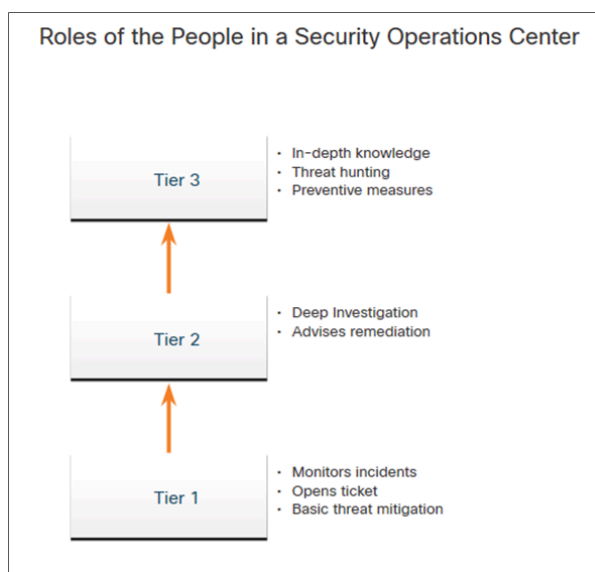 Roles of the People in a Security Operations Center
Tier 3
· In-depth knowledge
· Threat hunting
· Preventive measures
Tier 2
· Deep Investigation
· Advises remediation
Tier 1
· Monitors incidents
· Opens ticket
· Basic threat mitigation